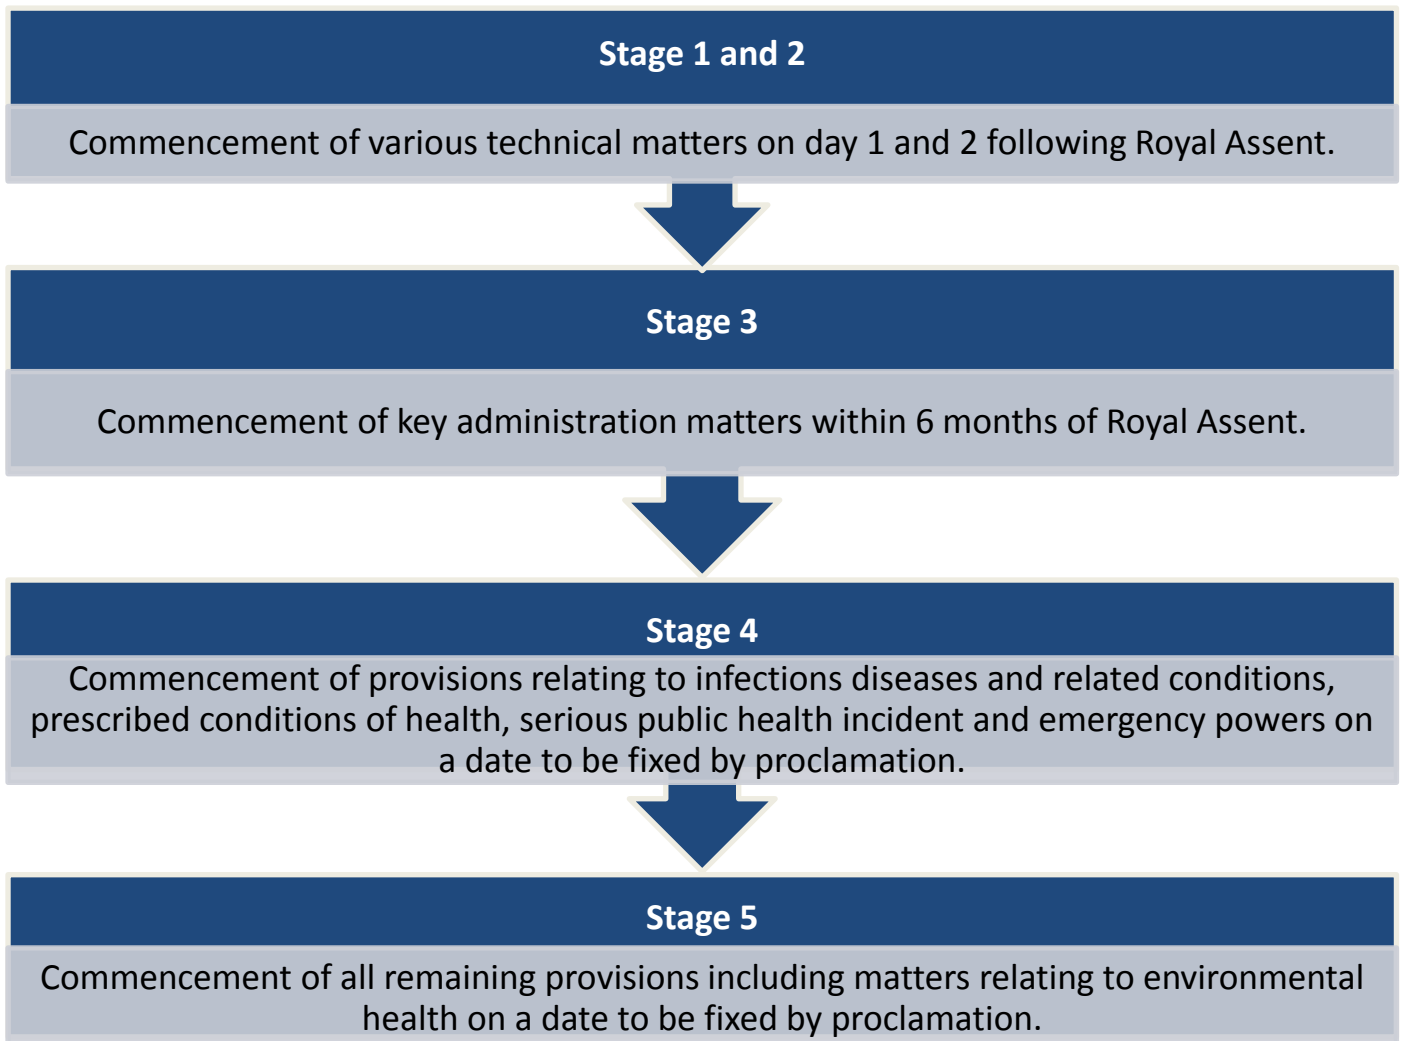 Stage 1 and 2
Commencement of various technical matters on day 1 and 2 following Royal Assent.
Stage 3
Commencement of key administration matters within 6 months of Royal Assent.
Stage 4
Commencement of provisions relating to infections diseases and related conditions,
prescribed conditions of health, serious public health incident and emergency powers on
a date to be fixed by proclamation.
Stage 5
Commencement of all remaining provisions including matters relating to environmental
health on a date to be fixed by proclamation.